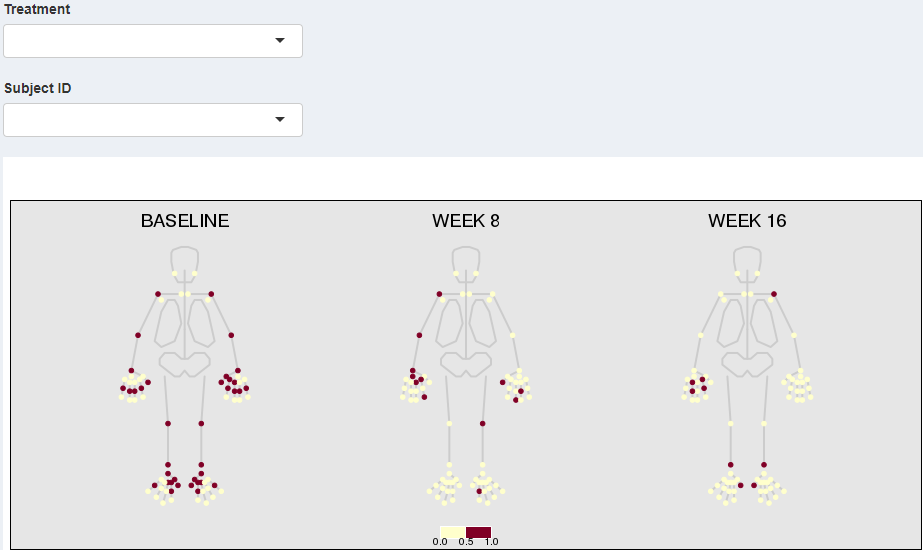 Treatment
Subject ID
BASELINE WEEK 8 WEEK 16
0.0 0.5 1.0